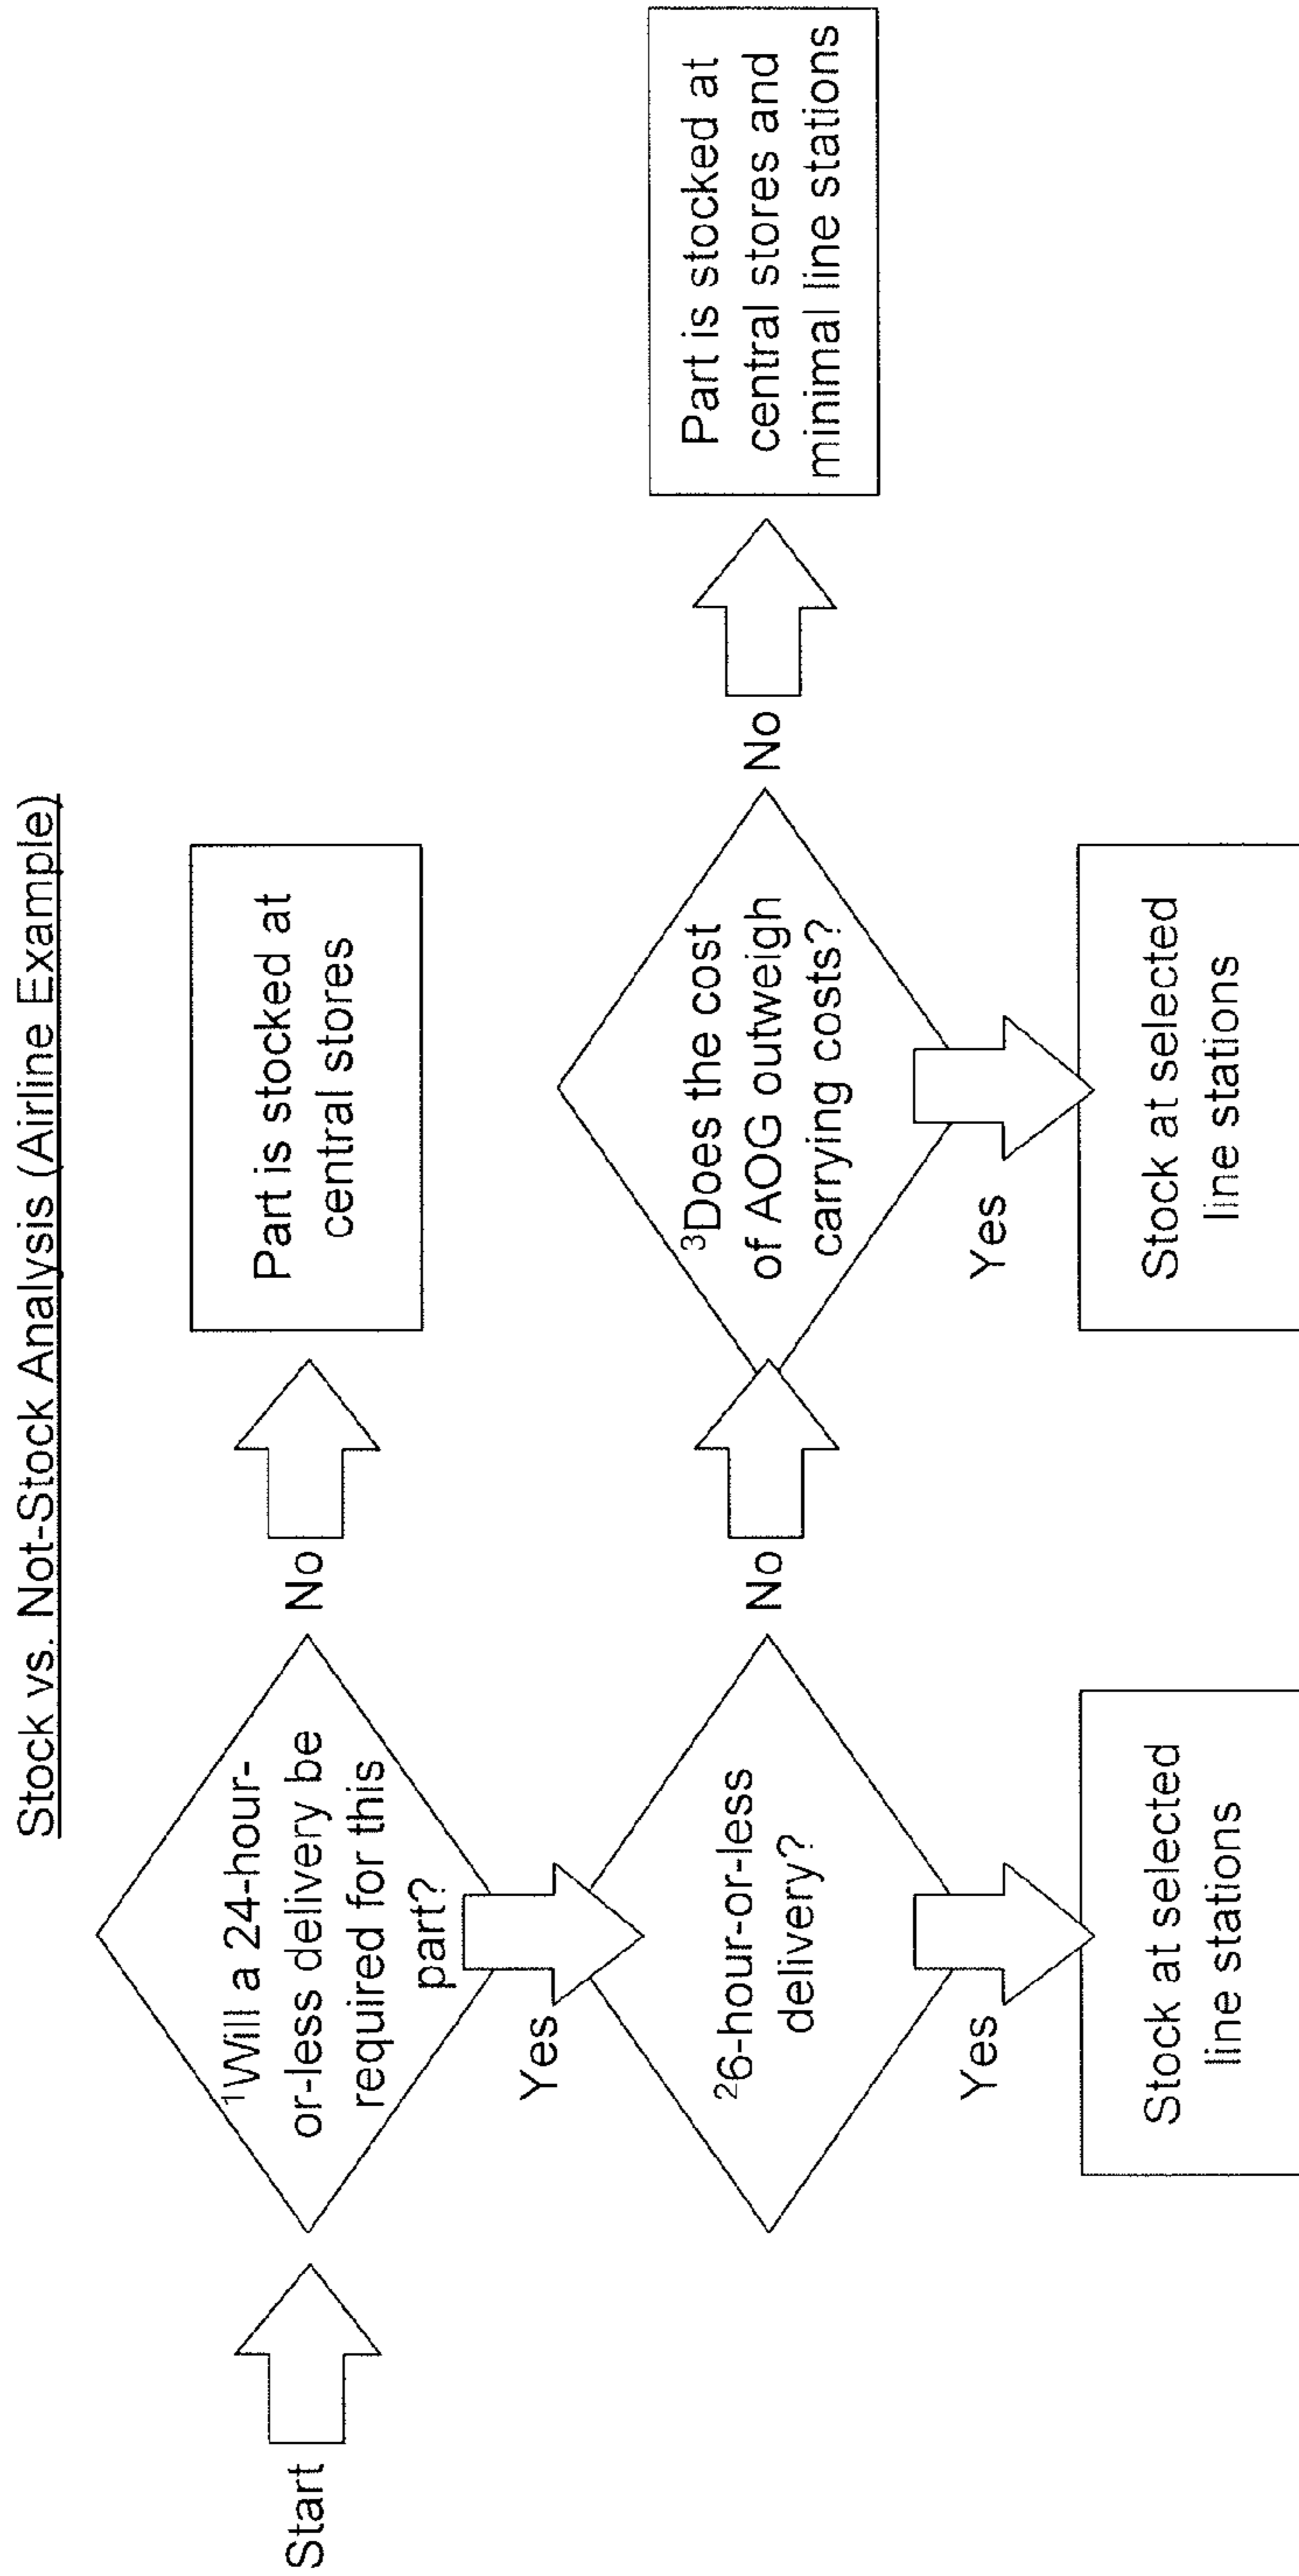 Stock vs. Not-Stock Analysis (Airline Example)
Start
1Will a 24-hour-
or-less delivery be
required for this
part?
No
Part is stocked at
central stores
Yes
26-hour-or-less
delivery?
No
3Does the cost
of AOG outweigh
carrying costs?
No
Part is stocked at
central stores and
minimal line stations
Yes
Stock at selected
line stations
Yes
Stock at selected
line stations